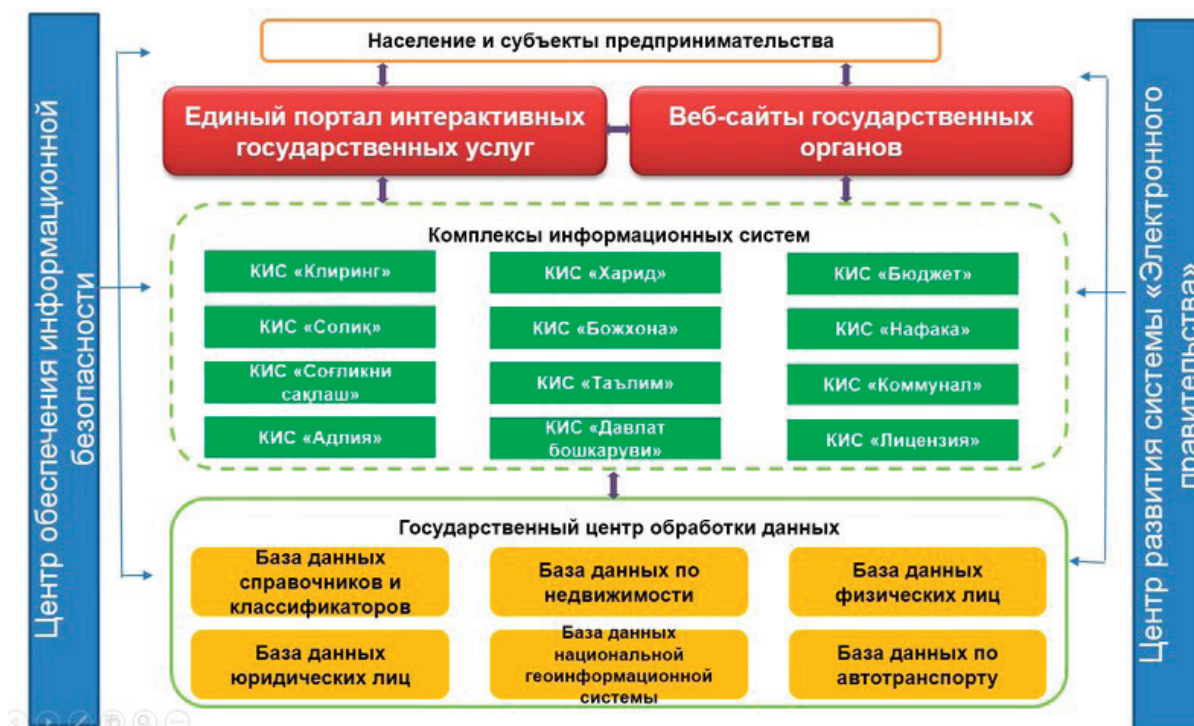 Население и субъекты предпринимательства
Единый портал интерактивных
государственных услуг
Веб-сайты государственных
органов
Комплексы информационных систем
КИС «Клиринг»
КИС «Харид»
КИС «Бюджет»
КИС «Солиқ»
КИС «Божхона»
КИС «Нафака»
КИС «Соғликни
сақлаш»
КИС «Таълим»
КИС «Коммунал»
КИС «Адлия»
КИС «Давлат
бошкаруви»
КИС «Лицензия»
Государственный центр обработки данных
База данных
справочников и
классификаторов
База данных по
недвижимости
База данных
физических лиц
База данных
юридических лиц
База данных
национальной
геоинформационной
системы
База данных по
автотранспорту
Центр обеспечения информационной
безопасности
Центр развития системы «Электронного
правительства»